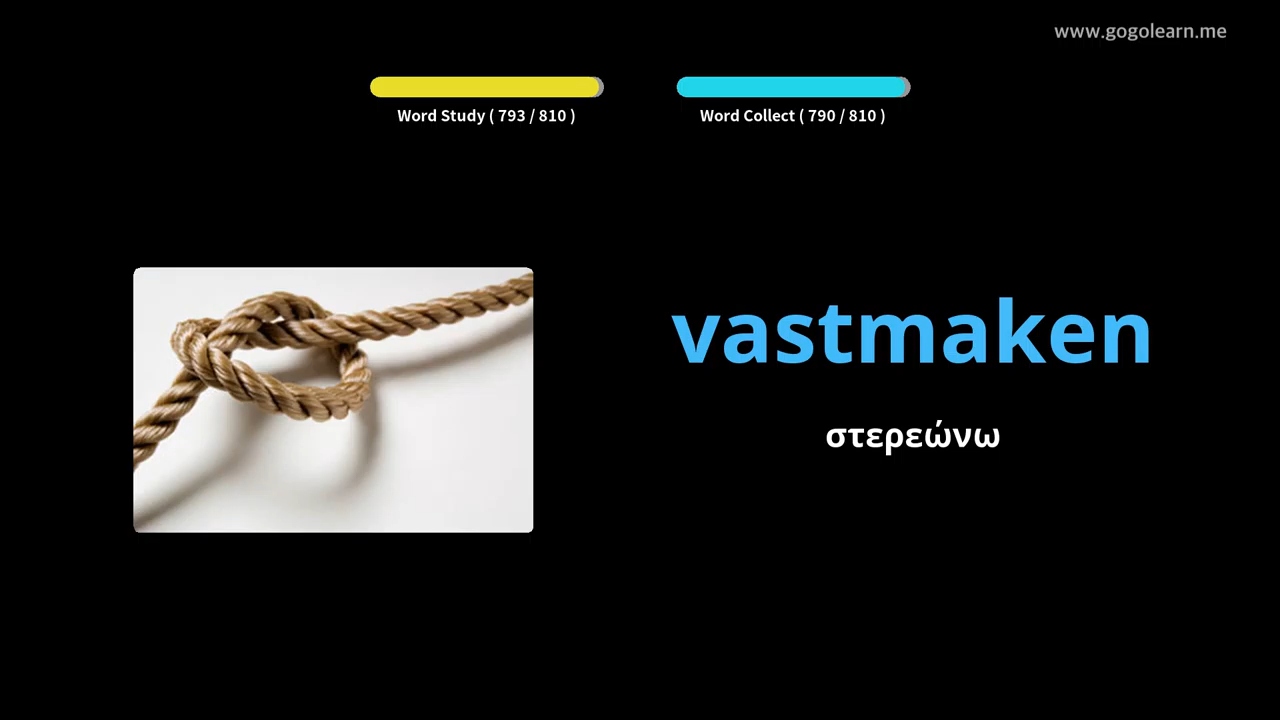 www.gogolearn.me
Word Study ( 793 / 810 )
Word Collect ( 790 / 810 )
vastmaken
στερεώνω